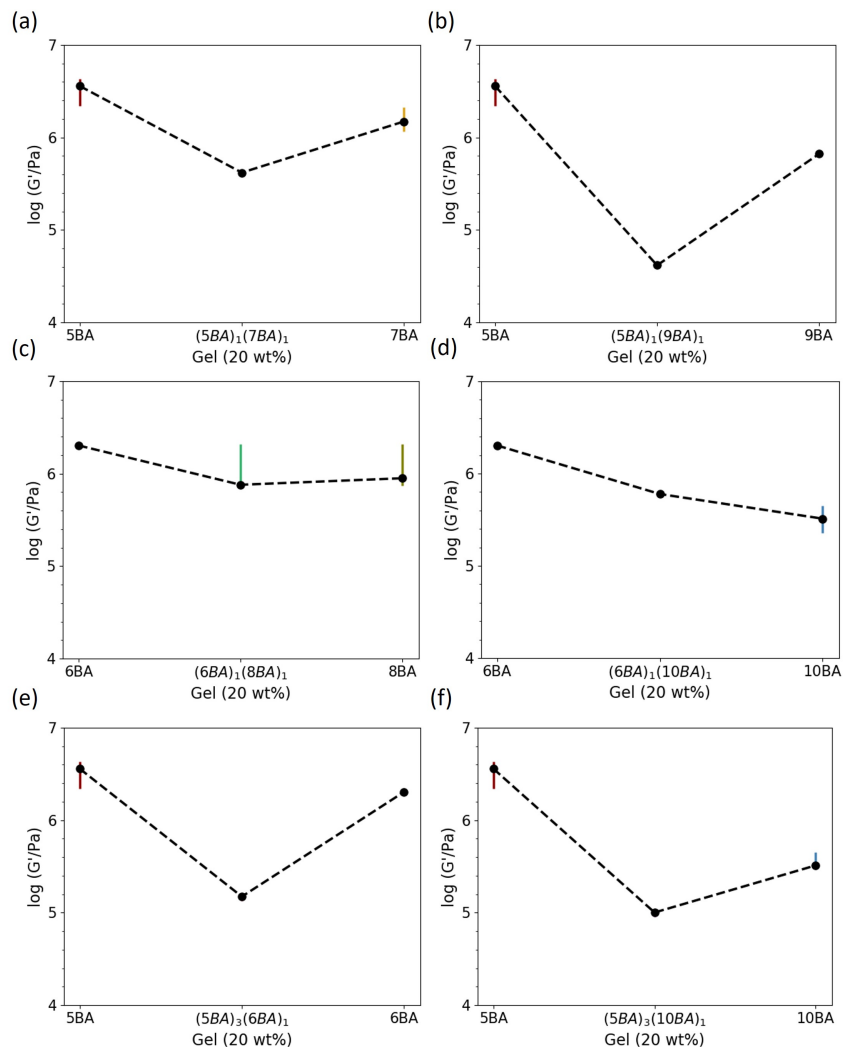 (a)
7
6
5
4
log (G'/Pa)
5BA
(5BA)₁(7BA)₁
7BA
Gel (20 wt%)
(b)
7
6
5
4
log (G'/Pa)
5BA
(5BA)₁(9BA)₁
9BA
Gel (20 wt%)
(c)
7
6
5
4
log (G'/Pa)
6BA
(6BA)₁(8BA)₁
8BA
Gel (20 wt%)
(d)
7
6
5
4
log (G'/Pa)
6BA
(6BA)₁(10BA)₁
10BA
Gel (20 wt%)
(e)
7
6
5
4
log (G'/Pa)
5BA
(5BA)₃(6BA)₁
6BA
Gel (20 wt%)
(f)
7
6
5
4
log (G'/Pa)
5BA
(5BA)₃(10BA)₁
10BA
Gel (20 wt%)